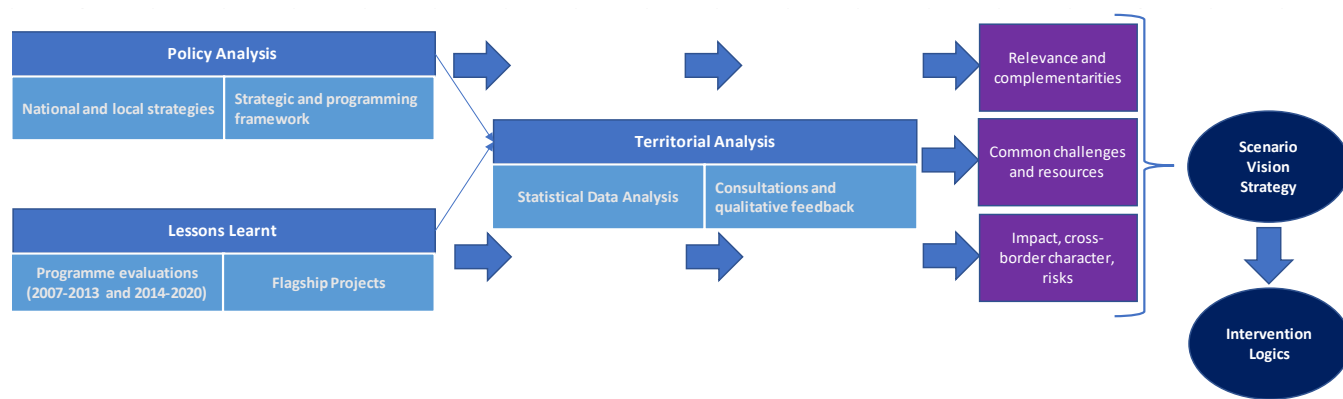 Policy Analysis
National and local strategies
Strategic and programming
framework
Lessons Learnt
Programme evaluations
(2007-2013 and 2014-2020)
Flagship Projects
Territorial Analysis
Statistical Data Analysis
Consultations and
qualitative feedback
Relevance and
complementarities
Common challenges
and resources
Impact, cross-
border character,
risks
Scenario
Vision
Strategy
Intervention
Logics